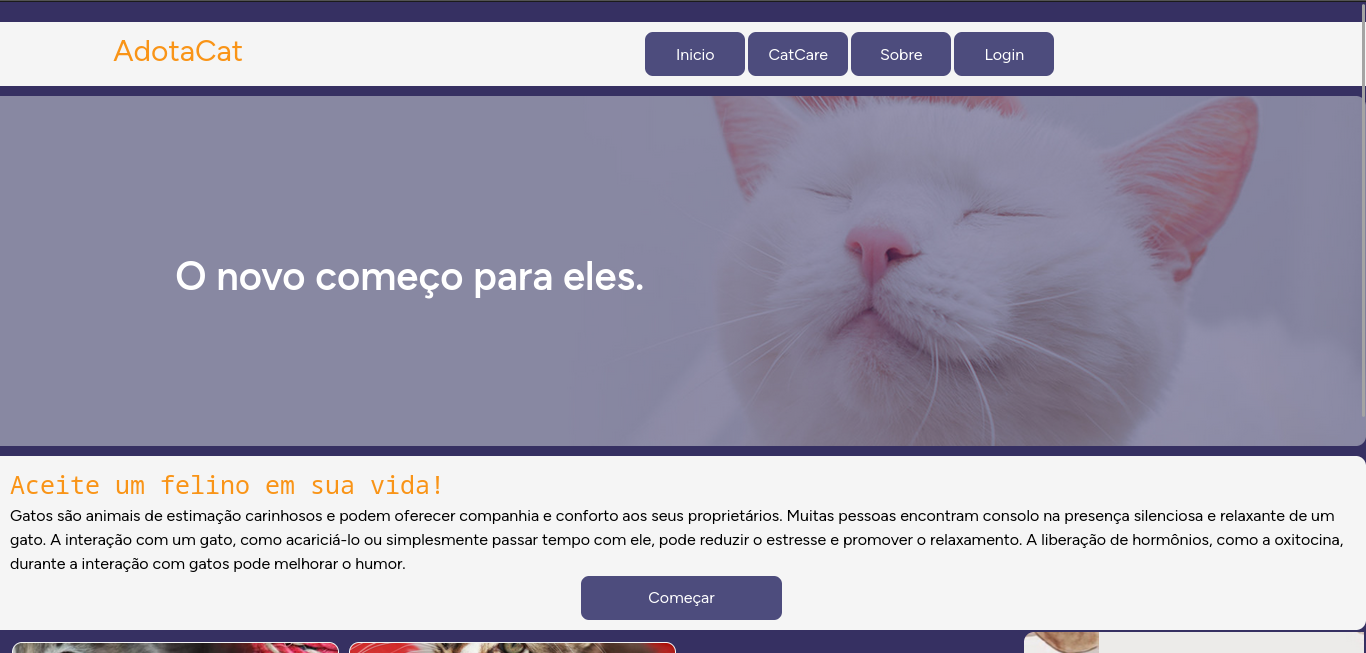 AdotaCat
Inicio
CatCare
Sobre
Login
O novo começo para eles.
Aceite um felino em sua vida!
Gatos são animais de estimação carinhosos e podem oferecer companhia e conforto aos seus proprietários. Muitas pessoas encontram consolo na presença silenciosa e relaxante de um
gato. A interação com um gato, como acariciá-lo ou simplesmente passar tempo com ele, pode reduzir o estresse e promover o relaxamento. A liberação de hormônios, como a oxitocina,
durante a interação com gatos pode melhorar o humor.
Começar